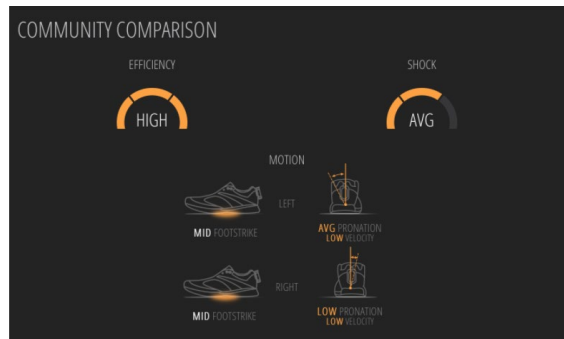 COMMUNITY COMPARISON
EFFICIENCY
SHOCK
HIGH
AVG
MOTION
LEFT
MID FOOTSTRIKE
AVG PRONATION
LOW VELOCITY
RIGHT
MID FOOTSTRIKE
LOW PRONATION
LOW VELOCITY